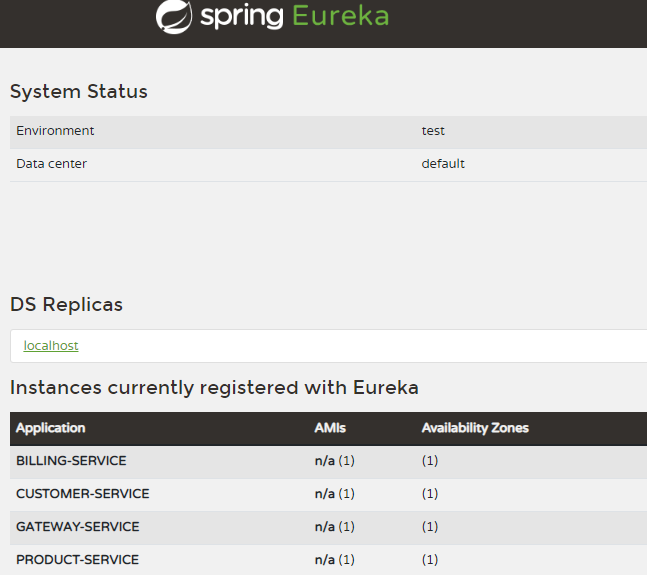 spring Eureka
System Status
Environment test
Data center default
DS Replicas
localhost
Instances currently registered with Eureka
Application AMIs Availability Zones
BILLING-SERVICE n/a (1) (1)
CUSTOMER-SERVICE n/a (1) (1)
GATEWAY-SERVICE n/a (1) (1)
PRODUCT-SERVICE n/a (1) (1)